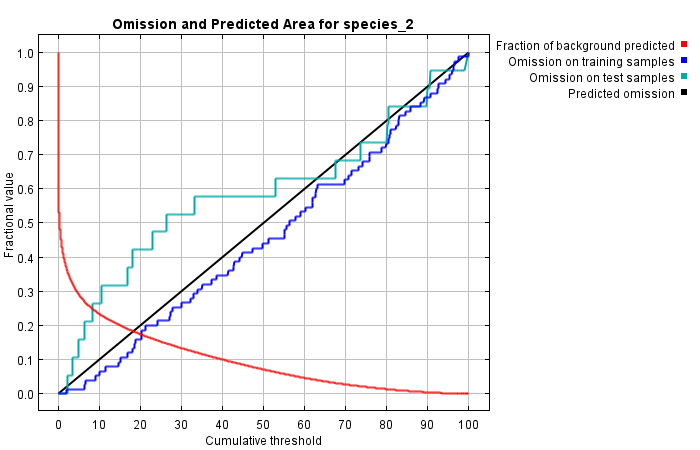 Omission and Predicted Area for species_2
Fraction of background predicted
Omission on training samples
Omission on test samples
Predicted omission
Fractional value
1.0
0.9
0.8
0.7
0.6
0.5
0.4
0.3
0.2
0.1
0.0
0 10 20 30 40 50 60 70 80 90 100
Cumulative threshold